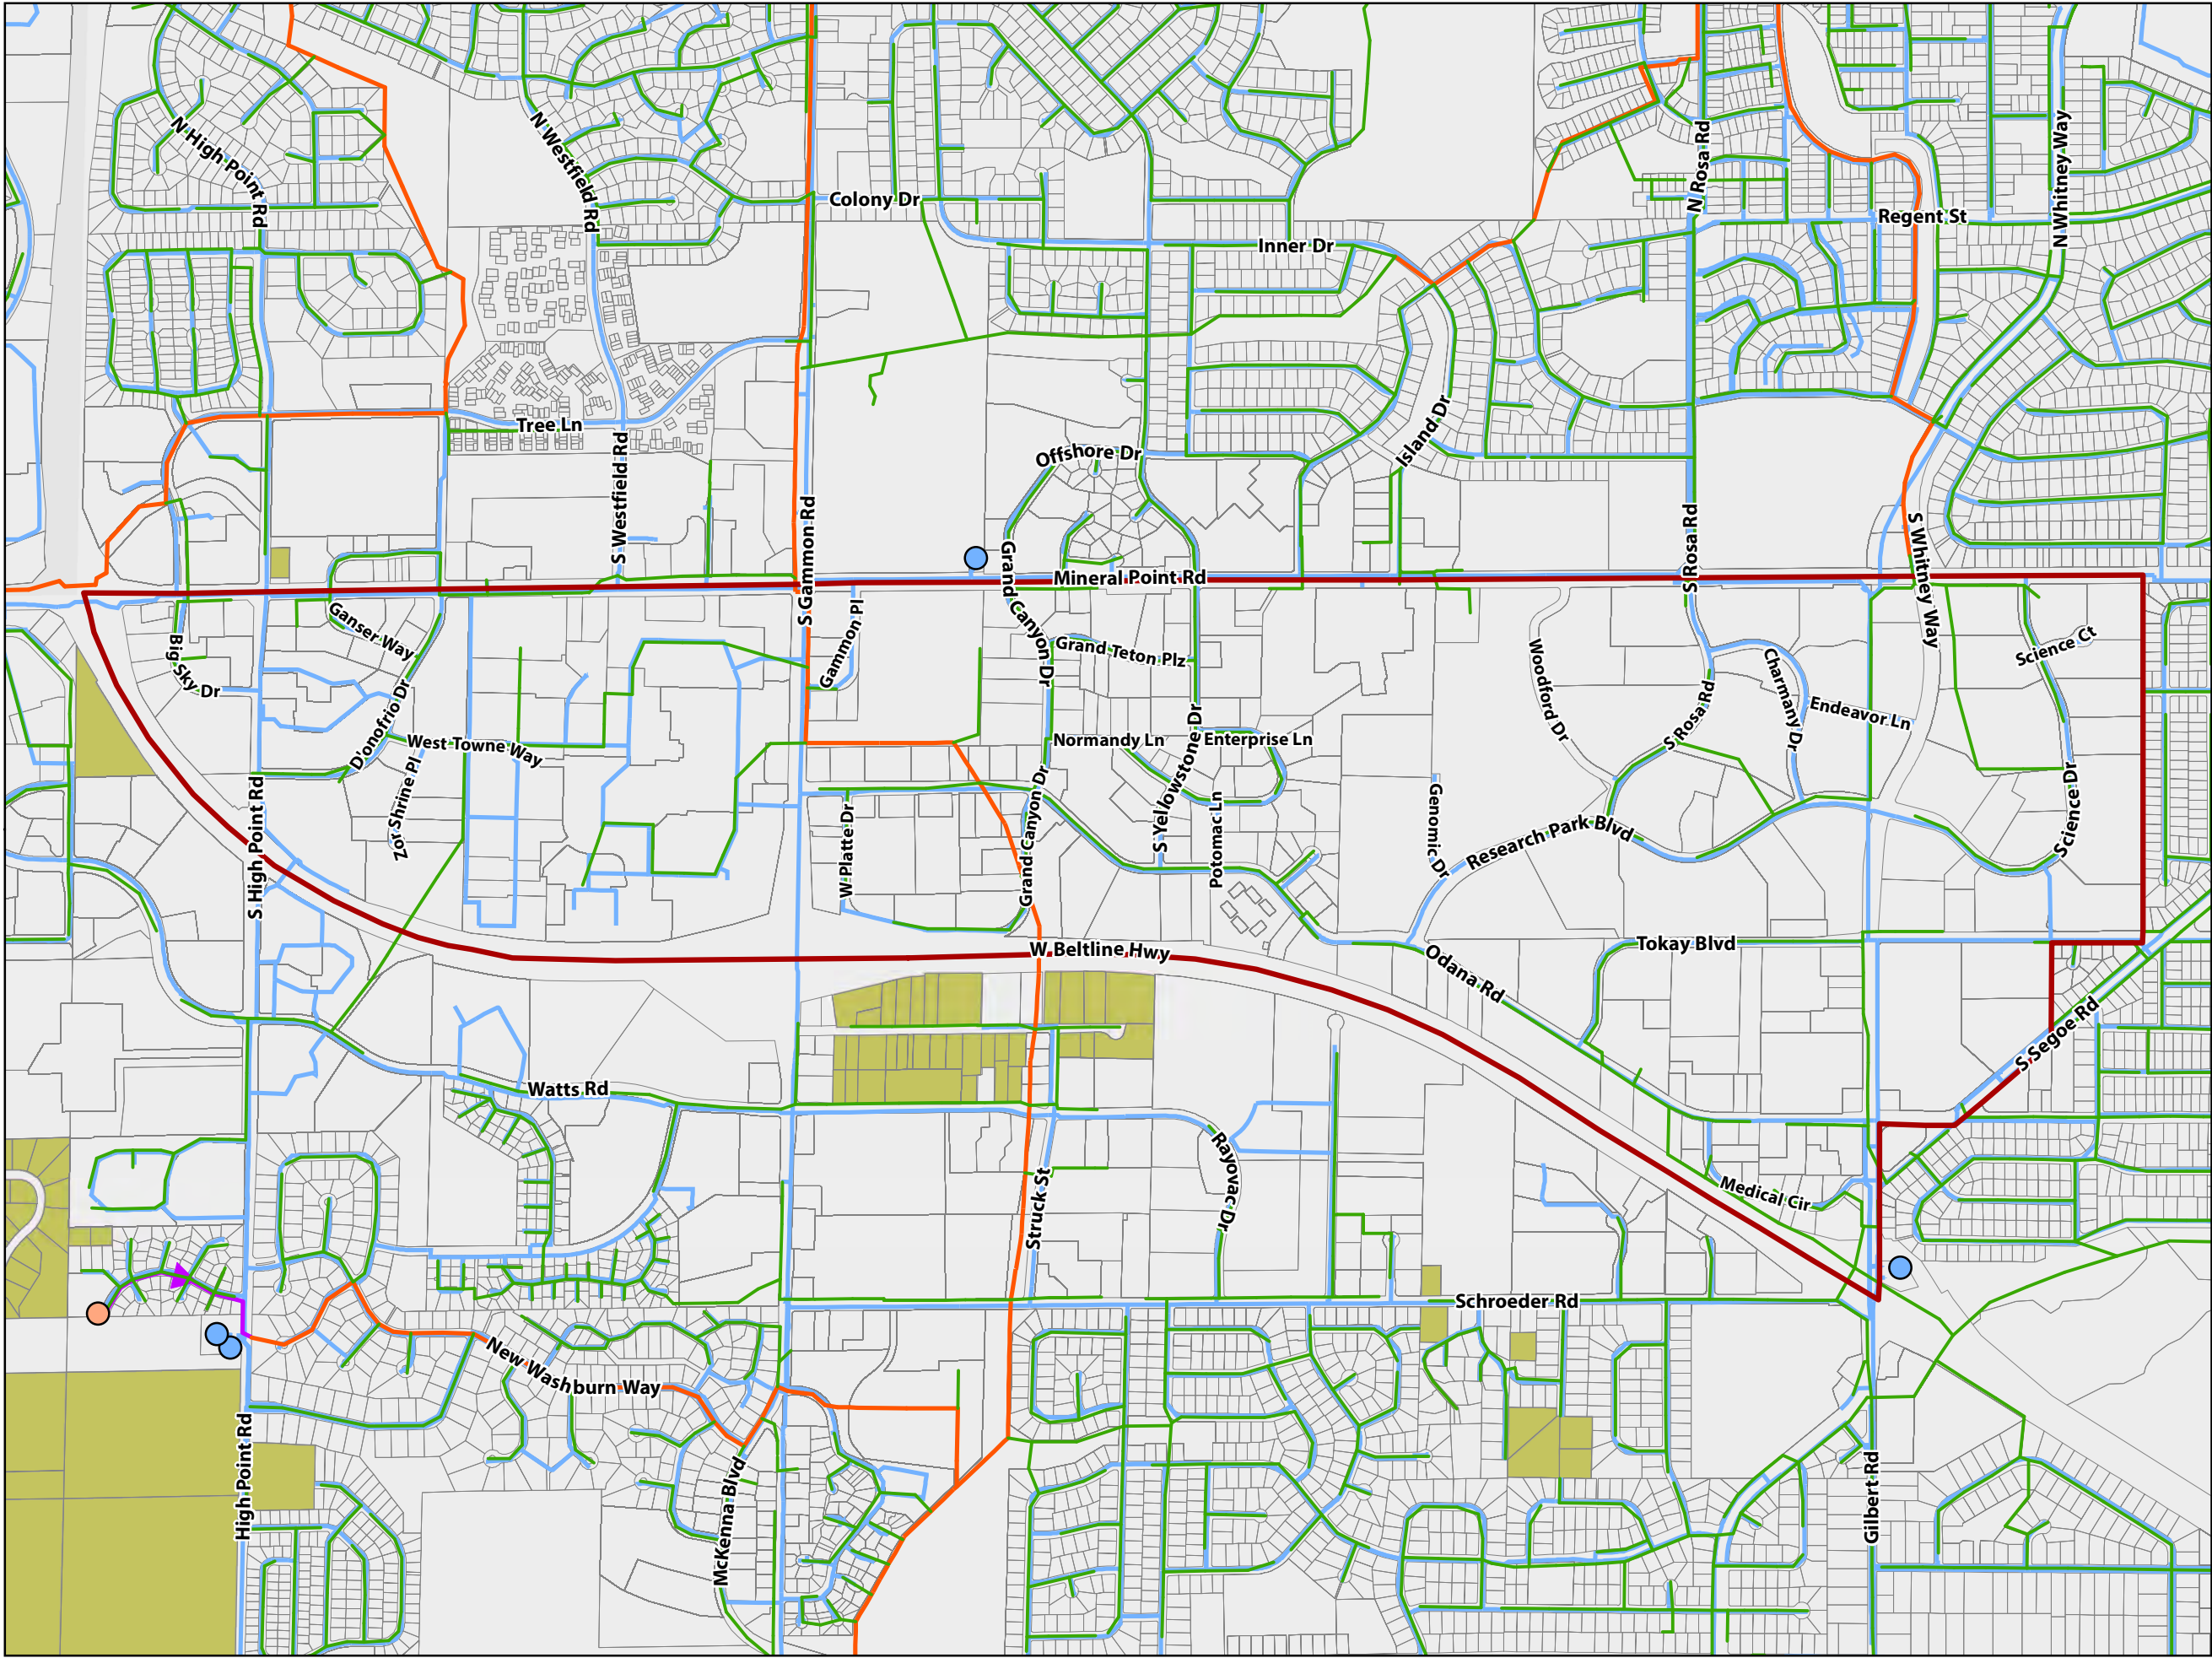 N High Point Rd
N Westfield Rd
N Rosa Rd
N Whitney Way
Colony Dr
Regent St
Inner Dr
Tree Ln
Island Dr
Offshore Dr
S Westfield Rd
S Gammon Rd
S Rosa Rd
S Whitney Way
Mineral Point Rd
Grand Canyon Dr
Gammon Pl
Ganser Way
Big Sky Dr
Grand Teton Plz
Woodford Dr
Charmany Dr
Science Ct
S Rosa Rd
Endeavor Ln
D'onofrio Dr
West Towne Way
Normandy Ln
Enterprise Ln
S Yellowstone Dr
Zor Shrine Pl
S High Point Rd
W Platte Dr
Grand Canyon Dr
Potomac Ln
Genomic Dr
Research Park Blvd
Science Dr
W Beltline Hwy
Odana Rd
Tokay Blvd
S Segoe Rd
Watts Rd
Struck St
Rayovac Dr
Medical Cir
Schroeder Rd
New Washburn Way
High Point Rd
McKenna Blvd
Gilbert Rd